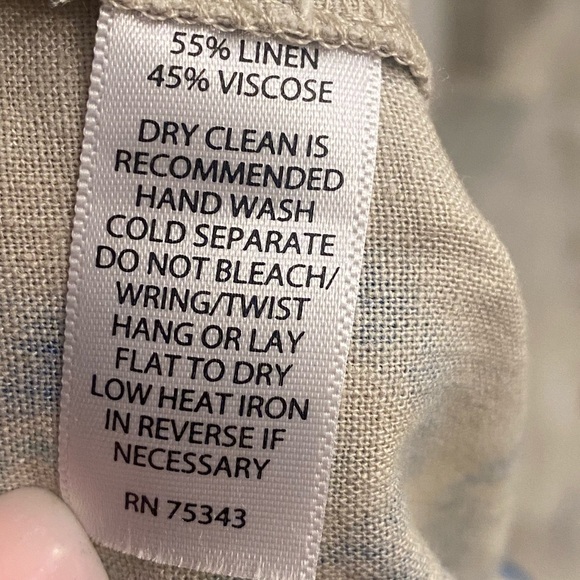 55% LINEN
45% VISCOSE
DRY CLEAN IS
RECOMMENDED
HAND WASH
COLD SEPARATE
DO NOT BLEACH/
WRING/TWIST
HANG OR LAY
FLAT TO DRY
LOW HEAT IRON
IN REVERSE IF
NECESSARY
RN 75343